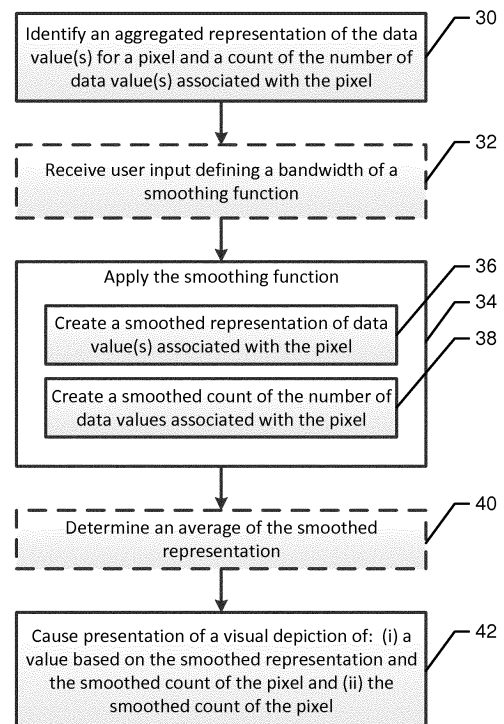 Identify an aggregated representation of the data
value(s) for a pixel and a count of the number of
data value(s) associated with the pixel
30
Receive user input defining a bandwidth of a
smoothing function
32
Apply the smoothing function
36
34
Create a smoothed representation of data
value(s) associated with the pixel
38
Create a smoothed count of the number of
data values associated with the pixel
Determine an average of the smoothed
representation
40
Cause presentation of a visual depiction of: (i) a
value based on the smoothed representation and
the smoothed count of the pixel and (ii) the
smoothed count of the pixel
42